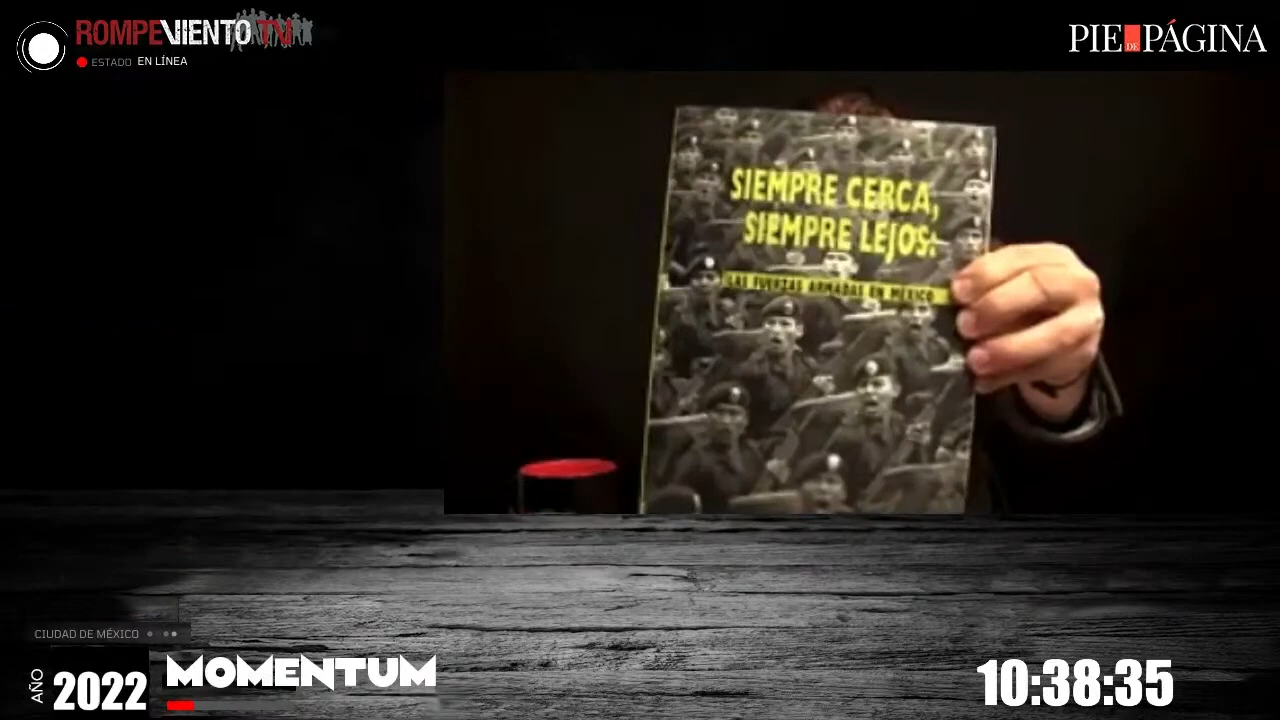 ROMPEVIENTO TV
ESTADO EN LÍNEA
PIE DE PÁGINA
SIEMPRE CERCA,
SIEMPRE LEJOS:
LAS FUERZAS ARMADAS EN MÉXICO
CIUDAD DE MÉXICO
AÑO 2022
MOMENTUM
10:38:35